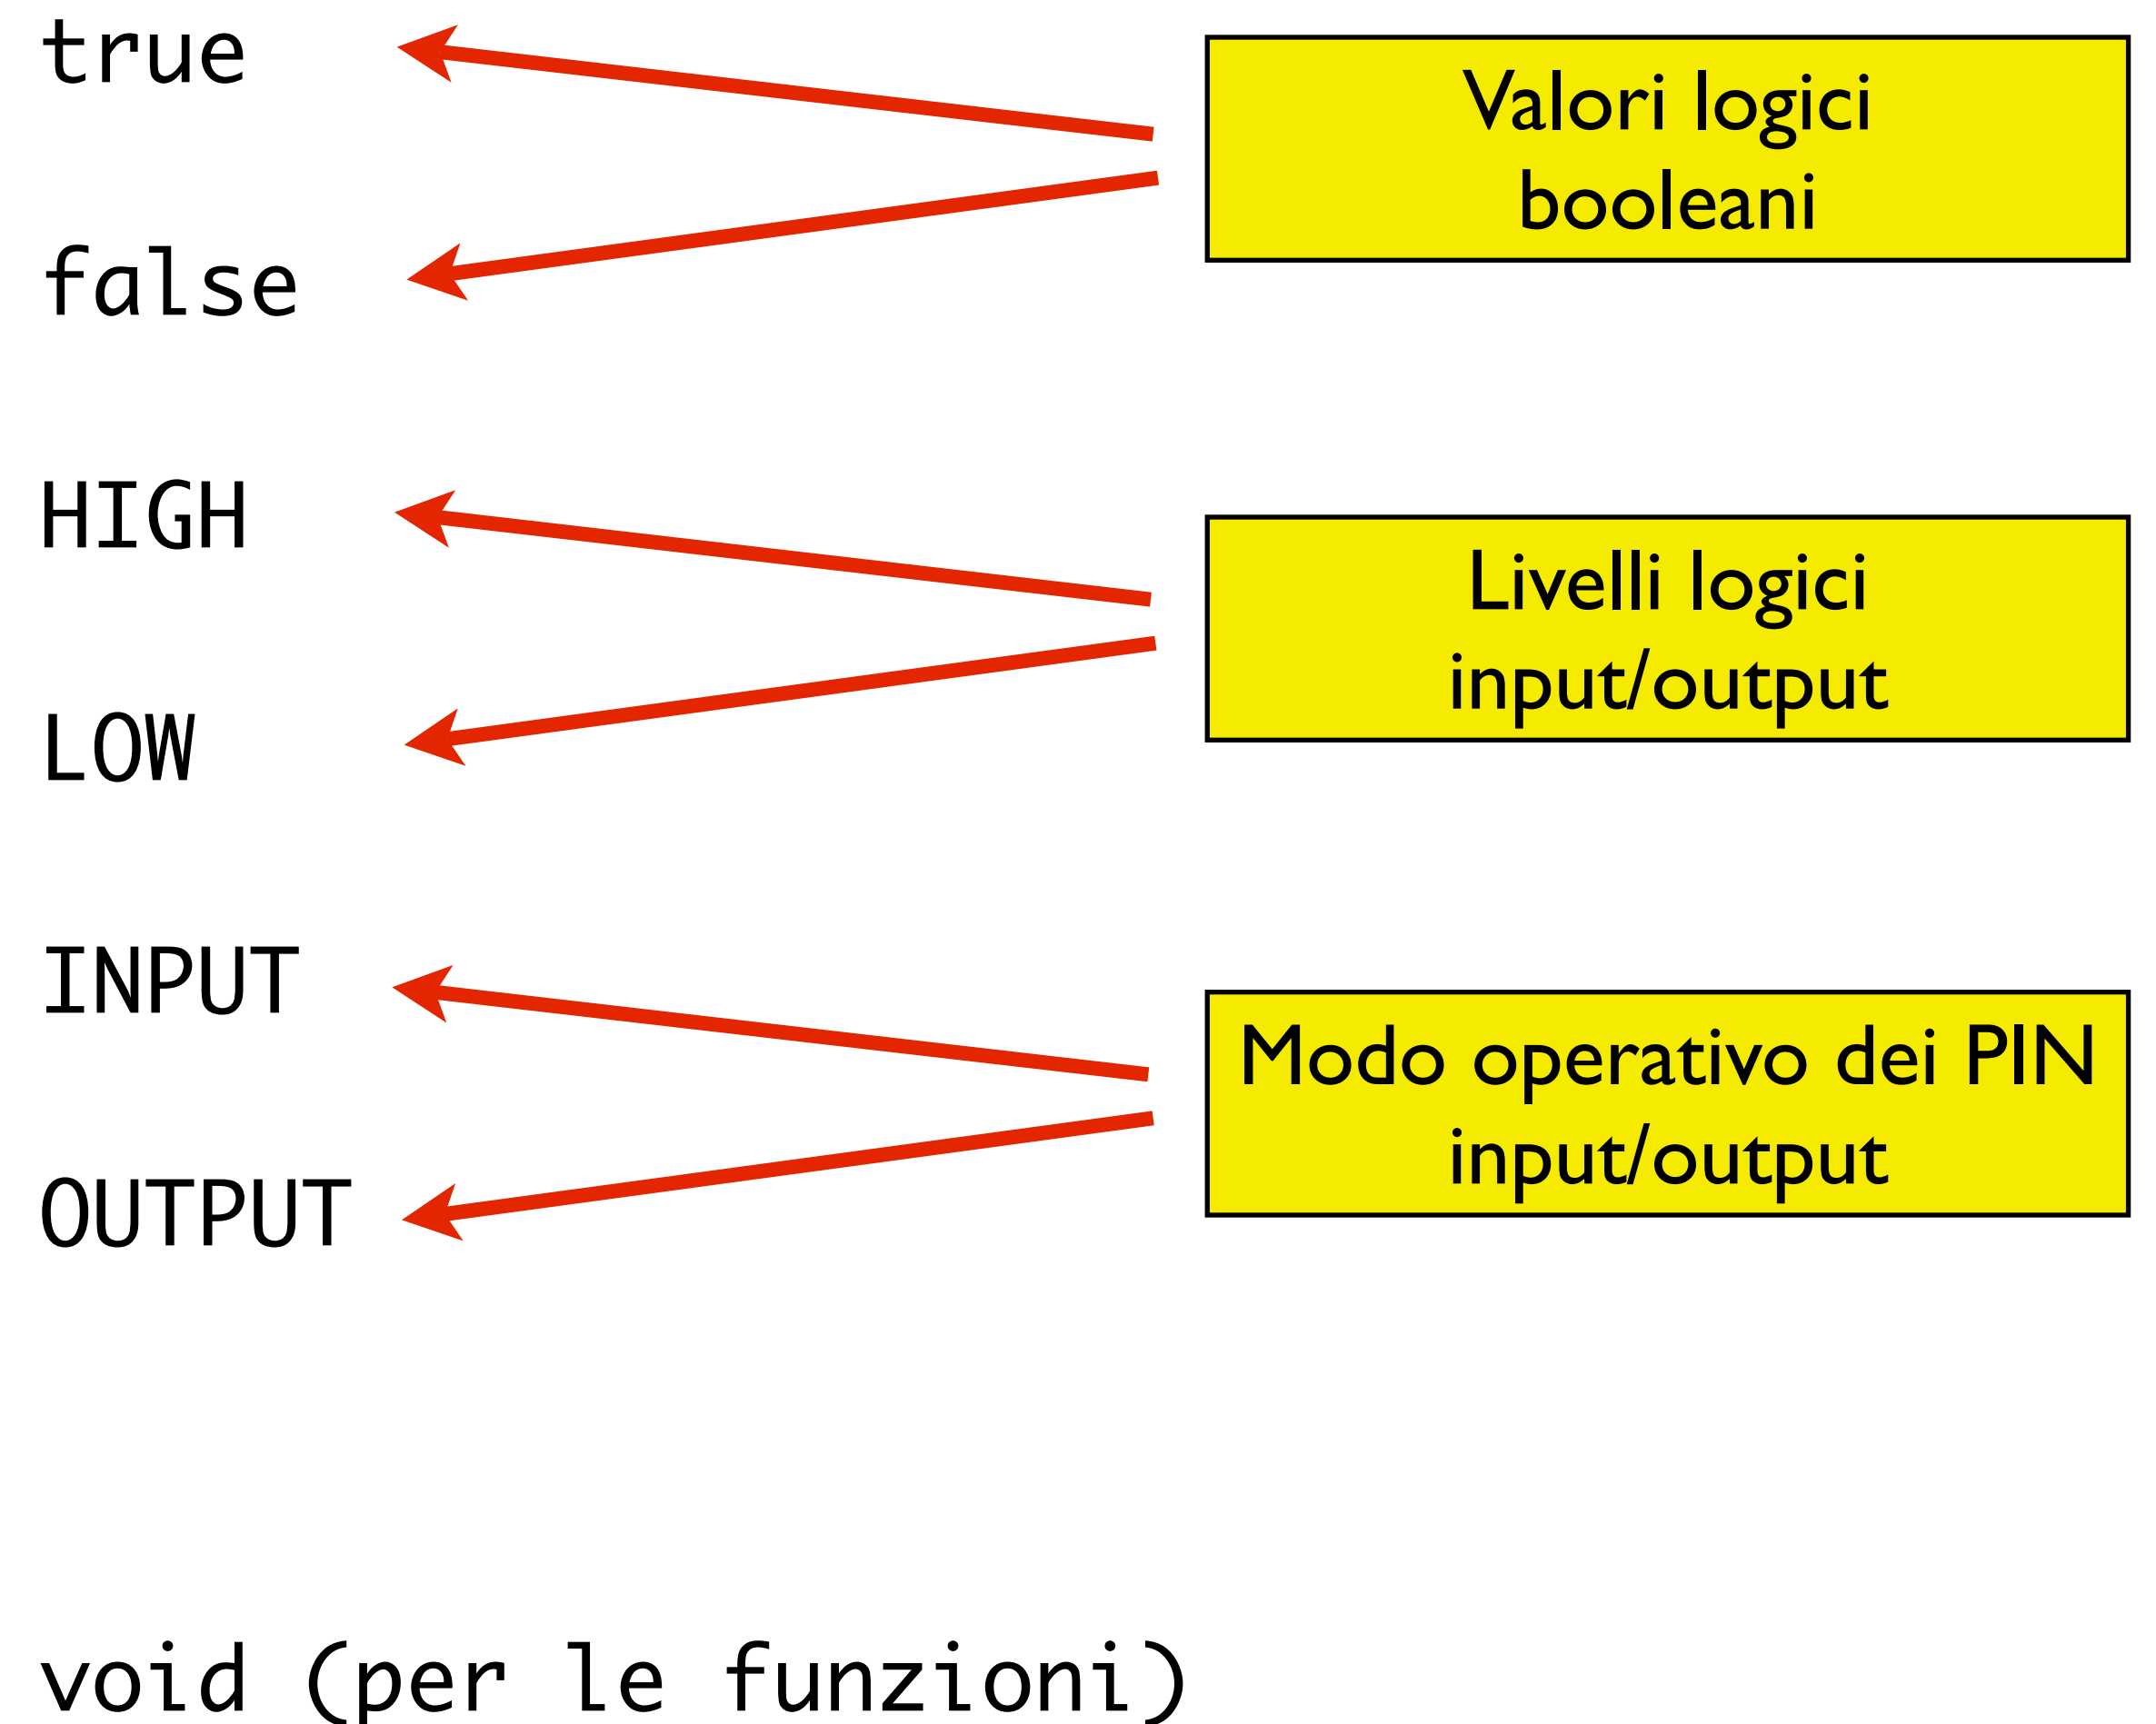 true
Valori logici
booleani
false
HIGH
Livelli logici
input/output
LOW
INPUT
Modo operativo dei PIN
input/output
OUTPUT
void (per le funzioni)